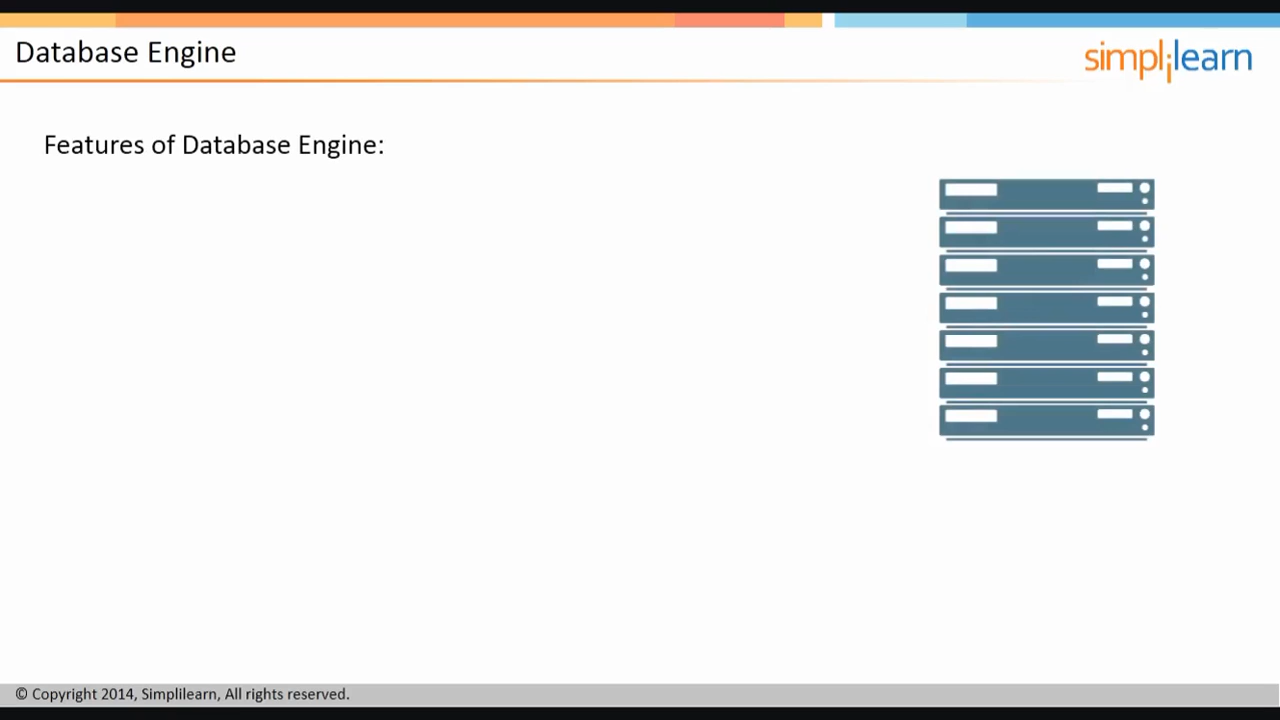 Database Engine
simplilearn
Features of Database Engine:
© Copyright 2014, Simplilearn, All rights reserved.